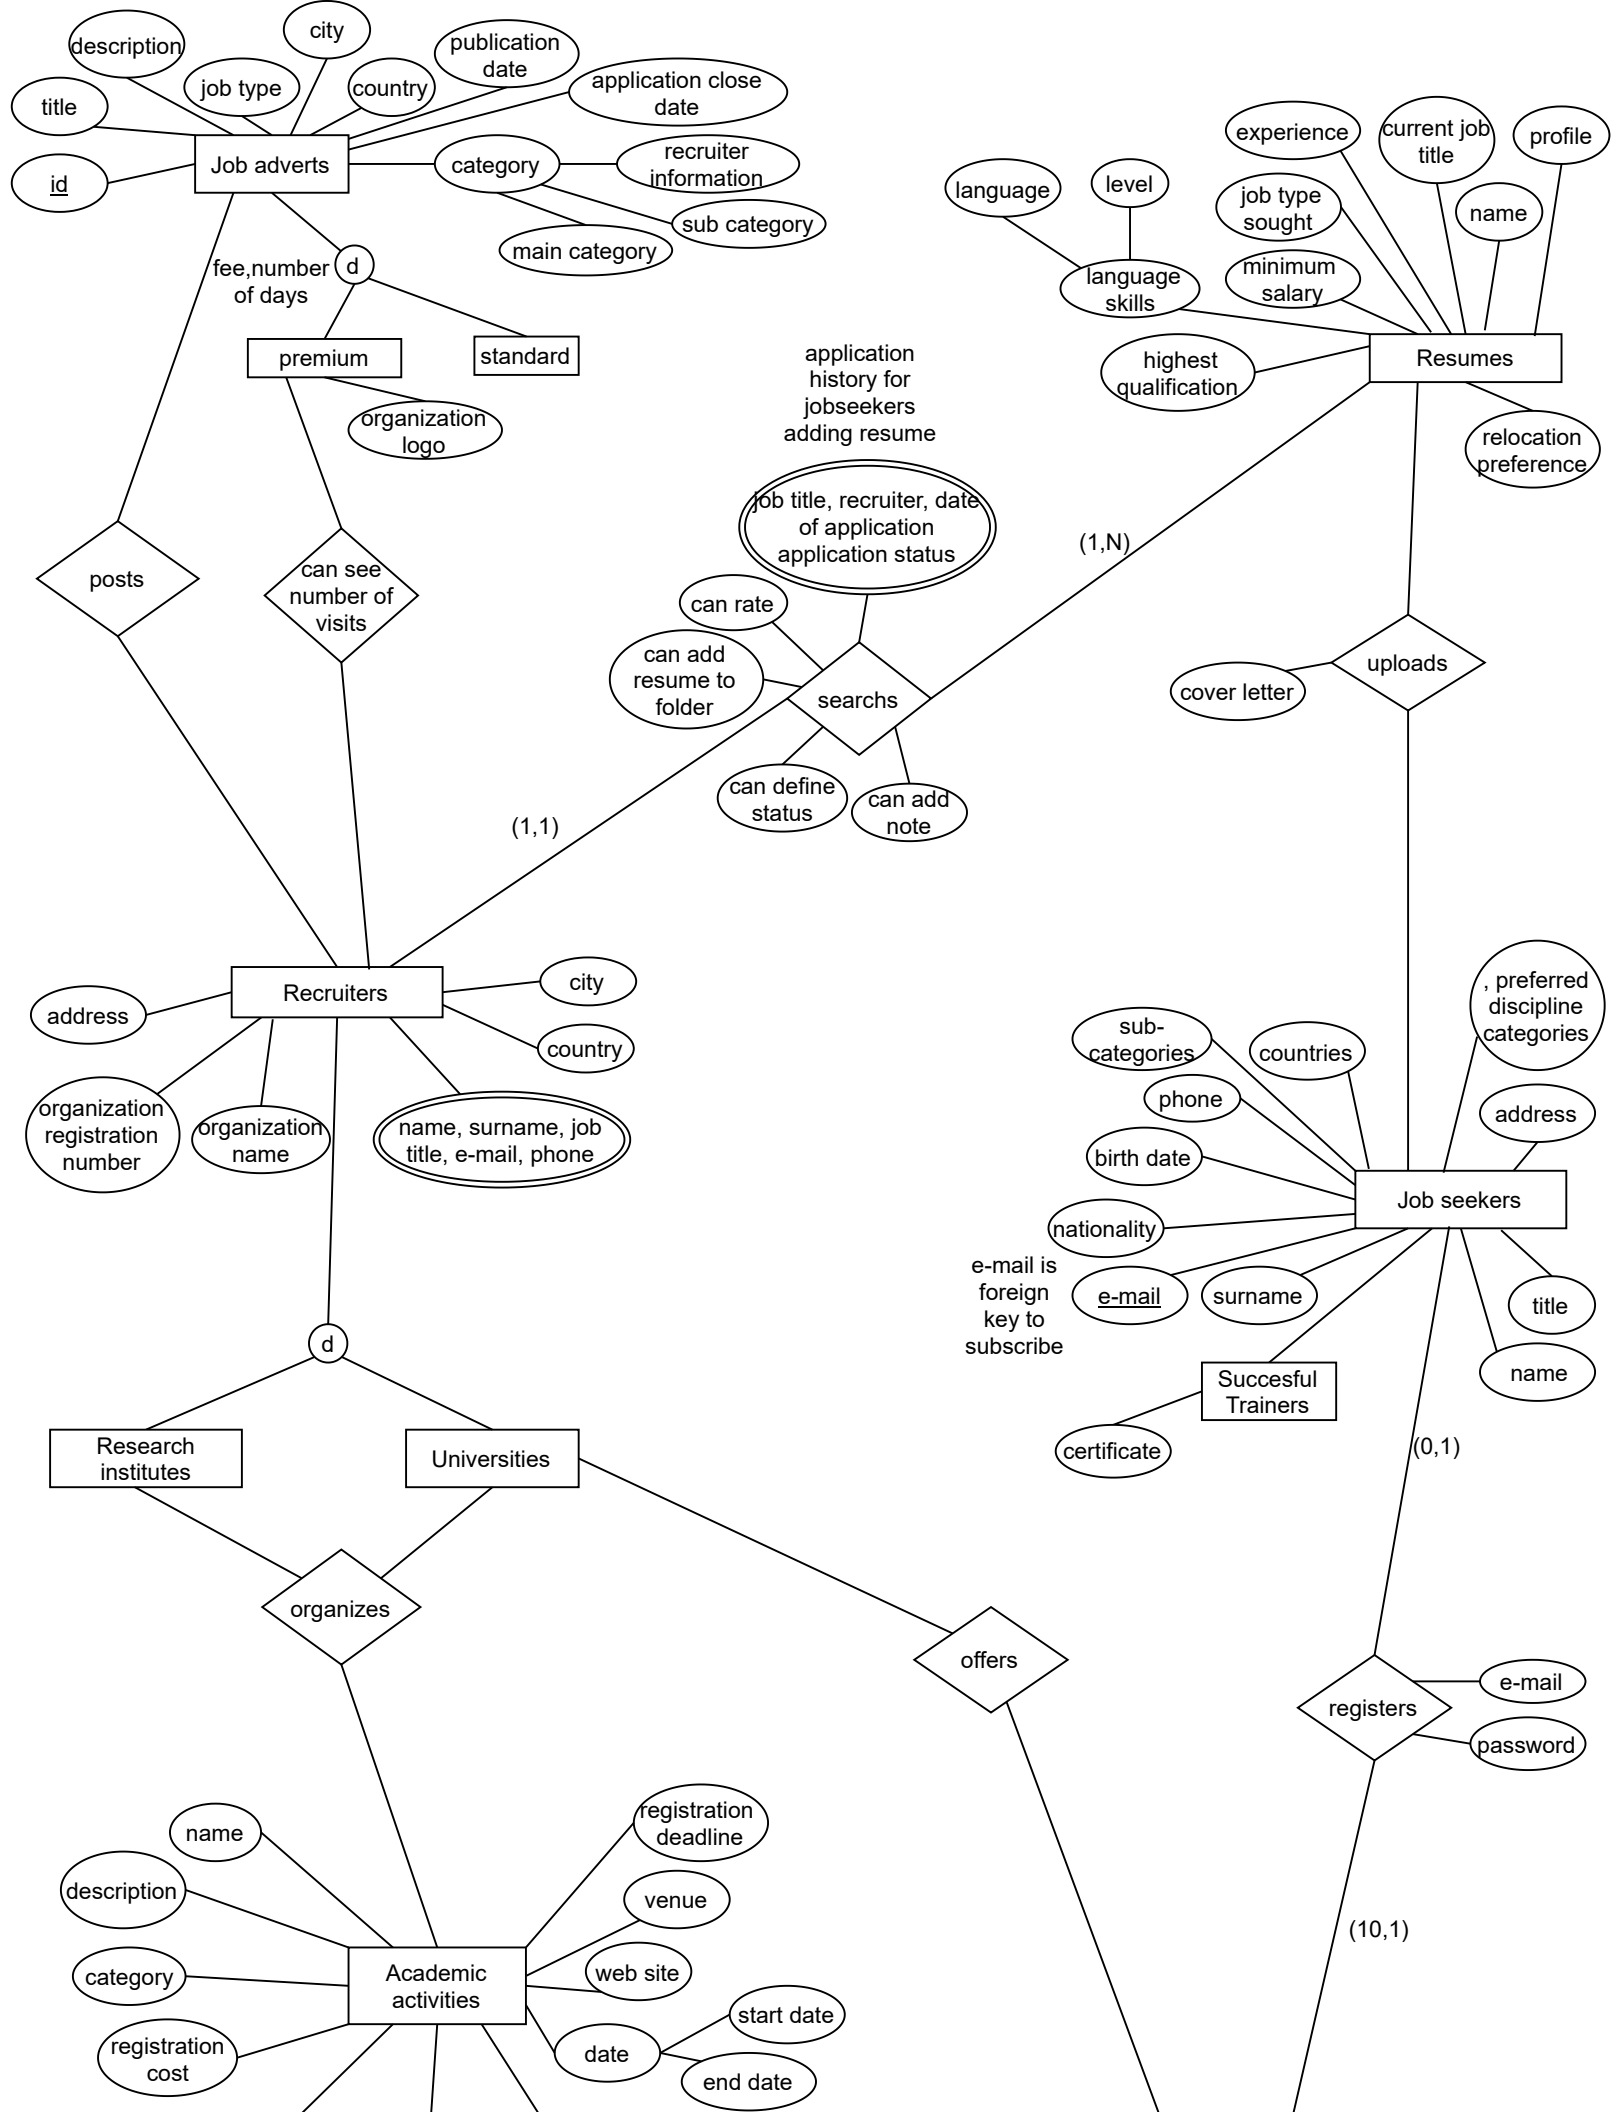 city
description
publication
date
job type
country
application close
date
title
id
Job adverts
category
recruiter
information
sub category
main category
fee,number
of days
d
premium
standard
organization
logo
experience
current job
title
profile
language
level
job type
sought
name
language
skills
minimum
salary
highest
qualification
Resumes
relocation
preference
application
history for
jobseekers
adding resume
job title, recruiter, date
of application
application status
(1,N)
posts
can see
number of
visits
can rate
can add
resume to
folder
searchs
can define
status
can add
note
(1,1)
uploads
cover letter
Recruiters
address
city
country
organization
registration
number
organization
name
name, surname, job
title, e-mail, phone
, preferred
discipline
categories
sub-
categories
countries
phone
address
birth date
nationality
Job seekers
e-mail is
foreign
key to
subscribe
e-mail
surname
title
name
Succesful
Trainers
certificate
(0,1)
d
Research
institutes
Universities
organizes
offers
registers
e-mail
password
(10,1)
name
description
category
registration
cost
Academic
activities
registration
deadline
venue
web site
date
start date
end date